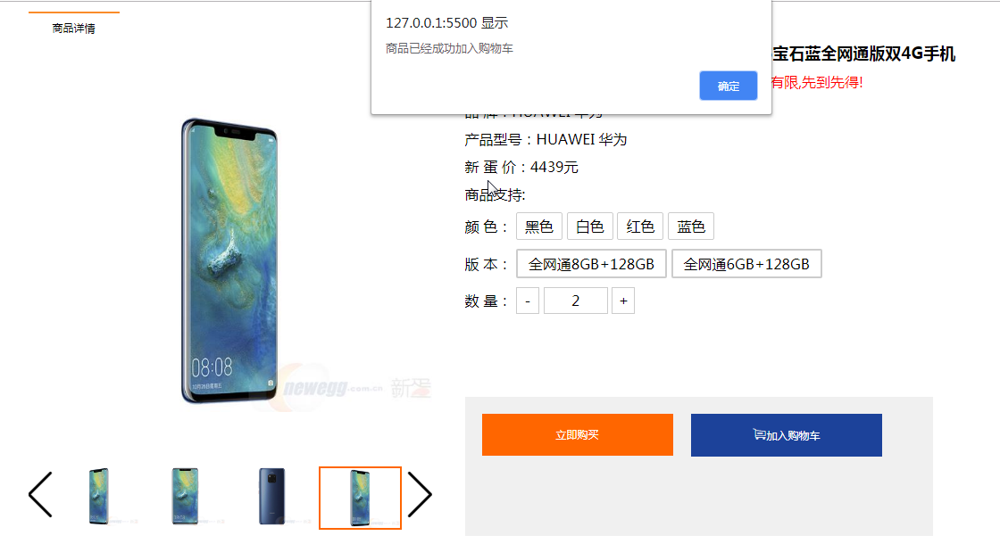 商品详情
127.0.0.1:5500 显示
商品已经成功加入购物车
确定
宝石蓝全网通版双4G手机
有限,先到先得!
品 牌：HUAWEI 华为
产品型号：HUAWEI 华为
新 蛋 价：4439元
商品支持:
颜 色： 黑色 白色 红色 蓝色
版 本： 全网通8GB+128GB 全网通6GB+128GB
数 量： - 2 +
08:08
newegg.com.cn 新蛋
立即购买 加入购物车